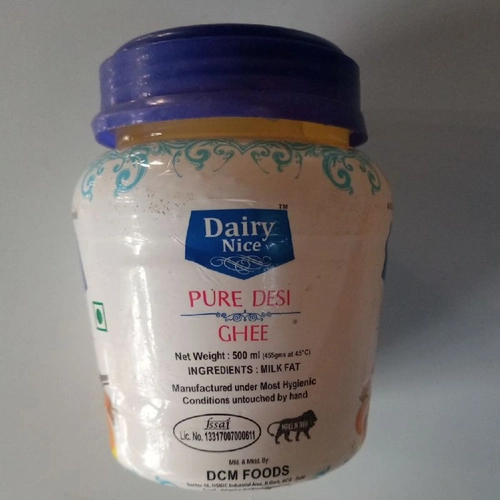 Dairy
TM
Nice
PURE DESI
GHEE
Net Weight : 500 ml (455gms at 45°C)
INGREDIENTS : MILK FAT
Manufactured under Most Hygienic
Conditions untouched by hand
fssai
Lic. No. 13317007000611
MAKE IN INDIA
Mfd. & Mktd. By:
DCM FOODS